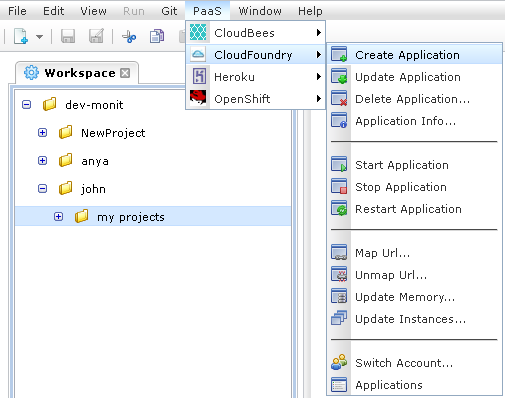 File Edit View Run Git PaaS Window Help
CloudBees
CloudFoundry
Heroku
OpenShift
Workspace
dev-monit
NewProject
anya
john
my projects
Create Application
Update Application
Delete Application...
Application Info...
Start Application
Stop Application
Restart Application
Map Url...
Unmap Url...
Update Memory...
Update Instances...
Switch Account...
Applications